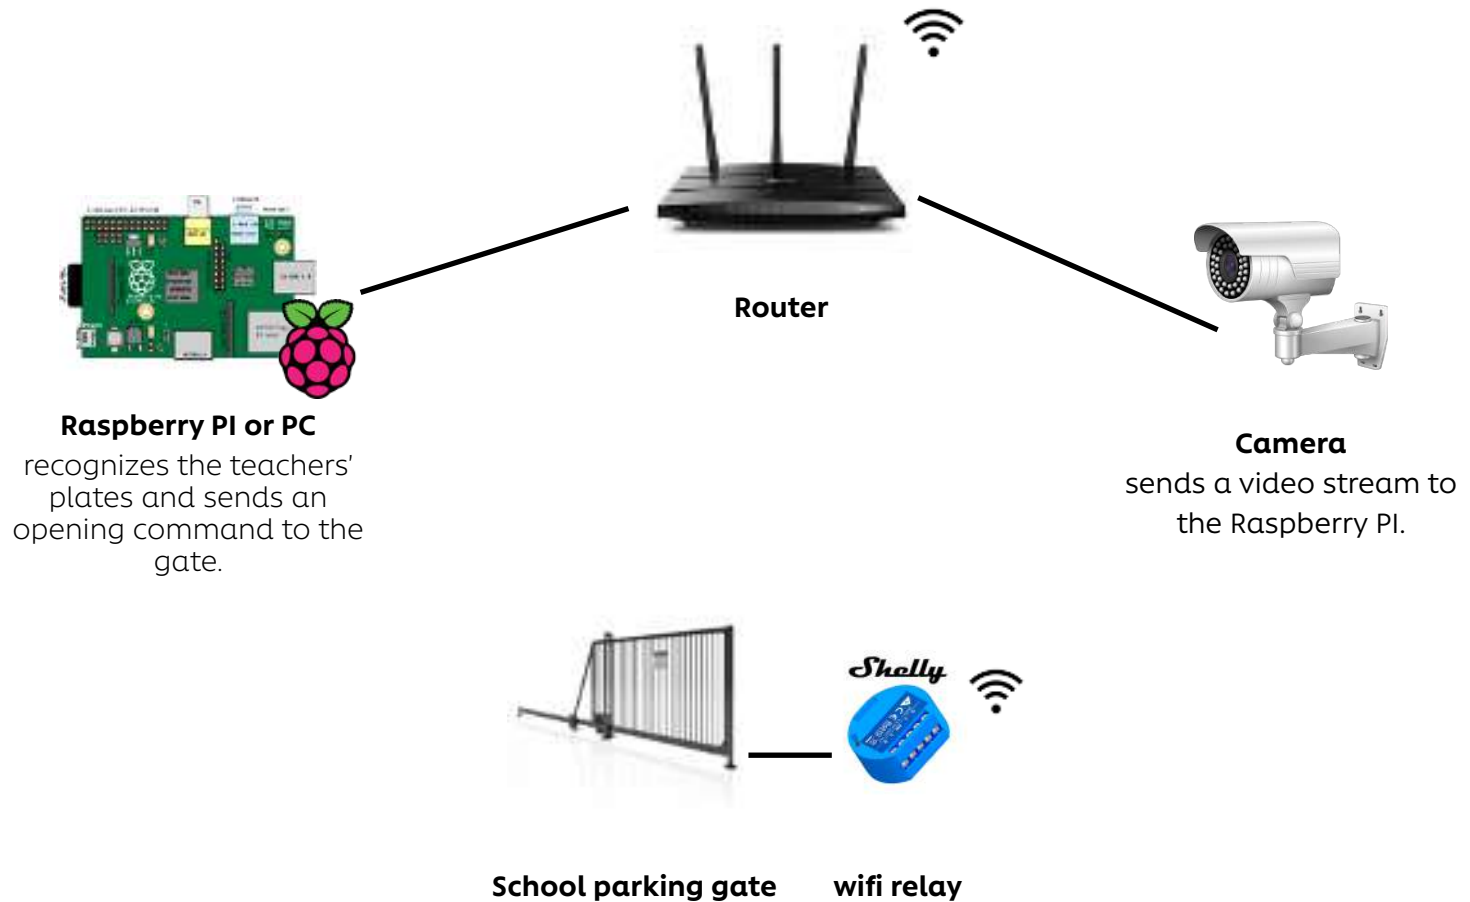 Router
Raspberry PI or PC
recognizes the teachers'
plates and sends an
opening command to the
gate.
Camera
sends a video stream to
the Raspberry PI.
Shelly
School parking gate
wifi relay